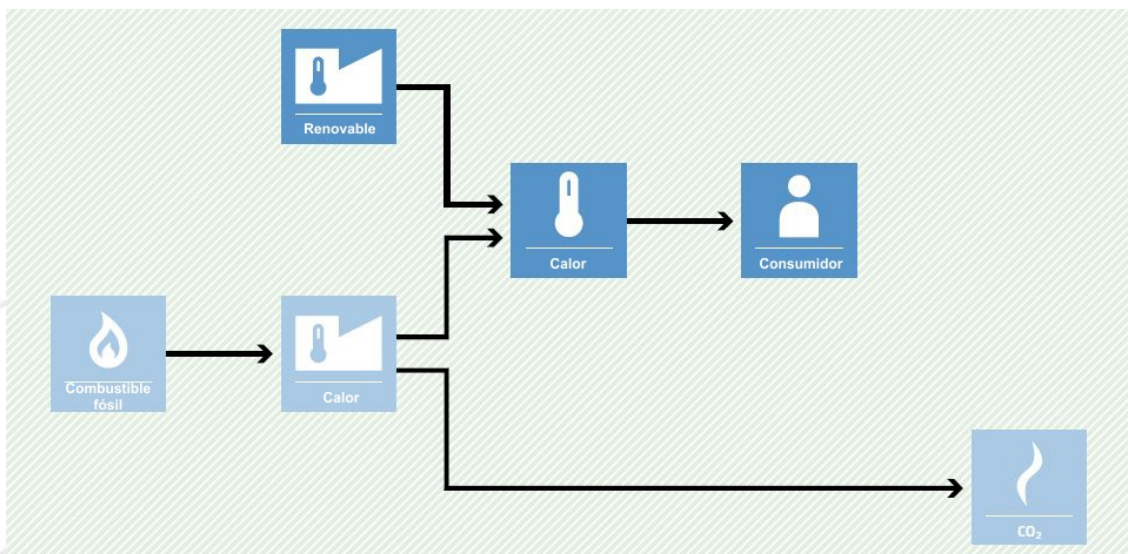 Renovable
Calor
Consumidor
Combustible
fósil
Calor
CO₂